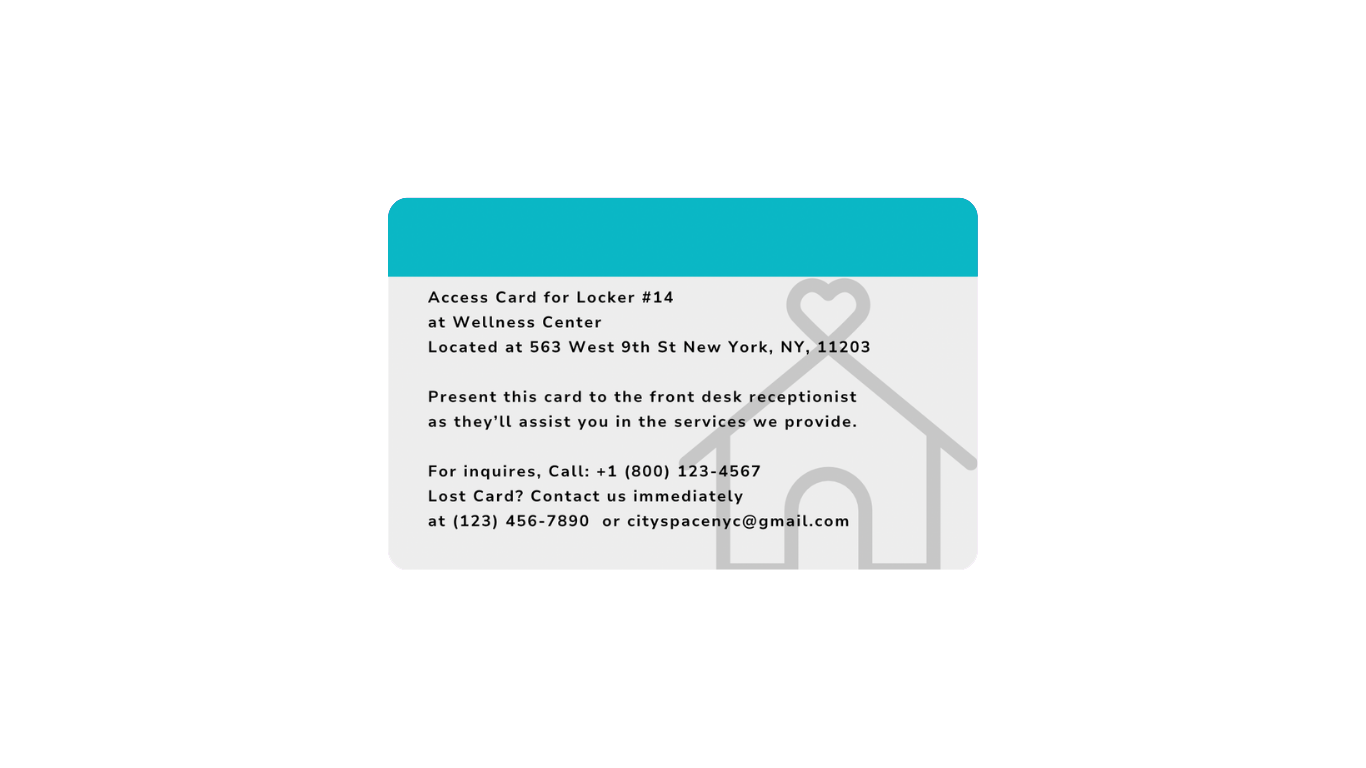 Access Card for Locker #14
at Wellness Center
Located at 563 West 9th St New York, NY, 11203
Present this card to the front desk receptionist
as they’ll assist you in the services we provide.
For inquires, Call: +1 (800) 123-4567
Lost Card? Contact us immediately
at (123) 456-7890  or cityspacenyc@gmail.com